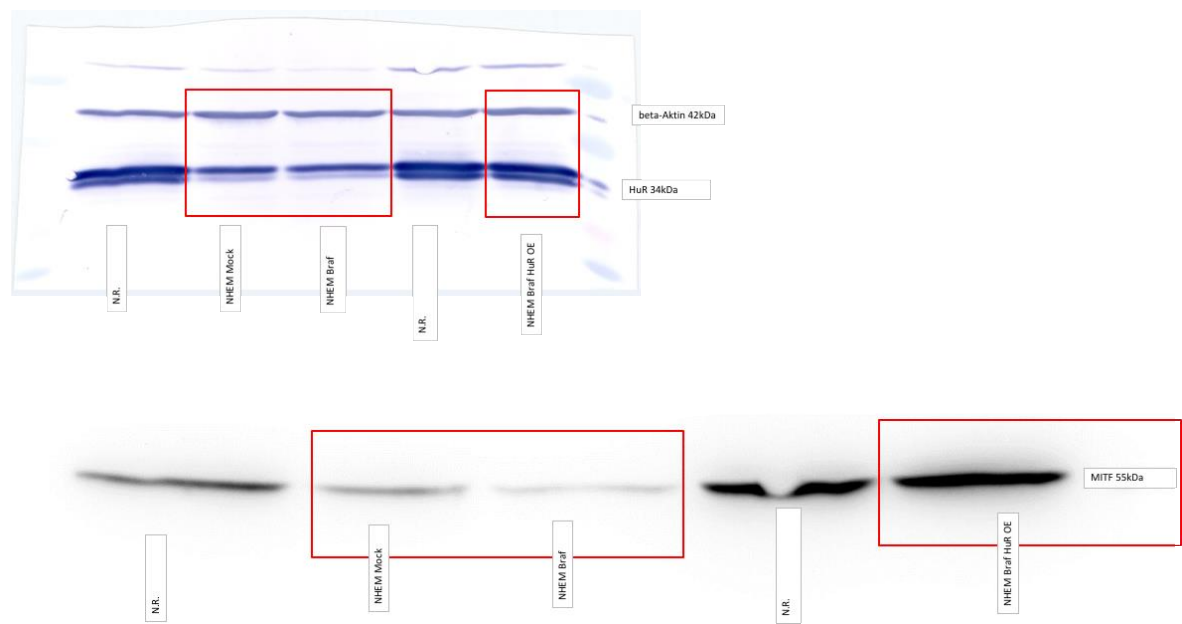 beta-Aktin 42kDa
HuR 34kDa
N.R.
NHEM Mock
NHEM Braf
N.R.
NHEM Braf HuR OE
MITF 55kDa
N.R.
NHEM Mock
NHEM Braf
N.R.
NHEM Braf HuR OE